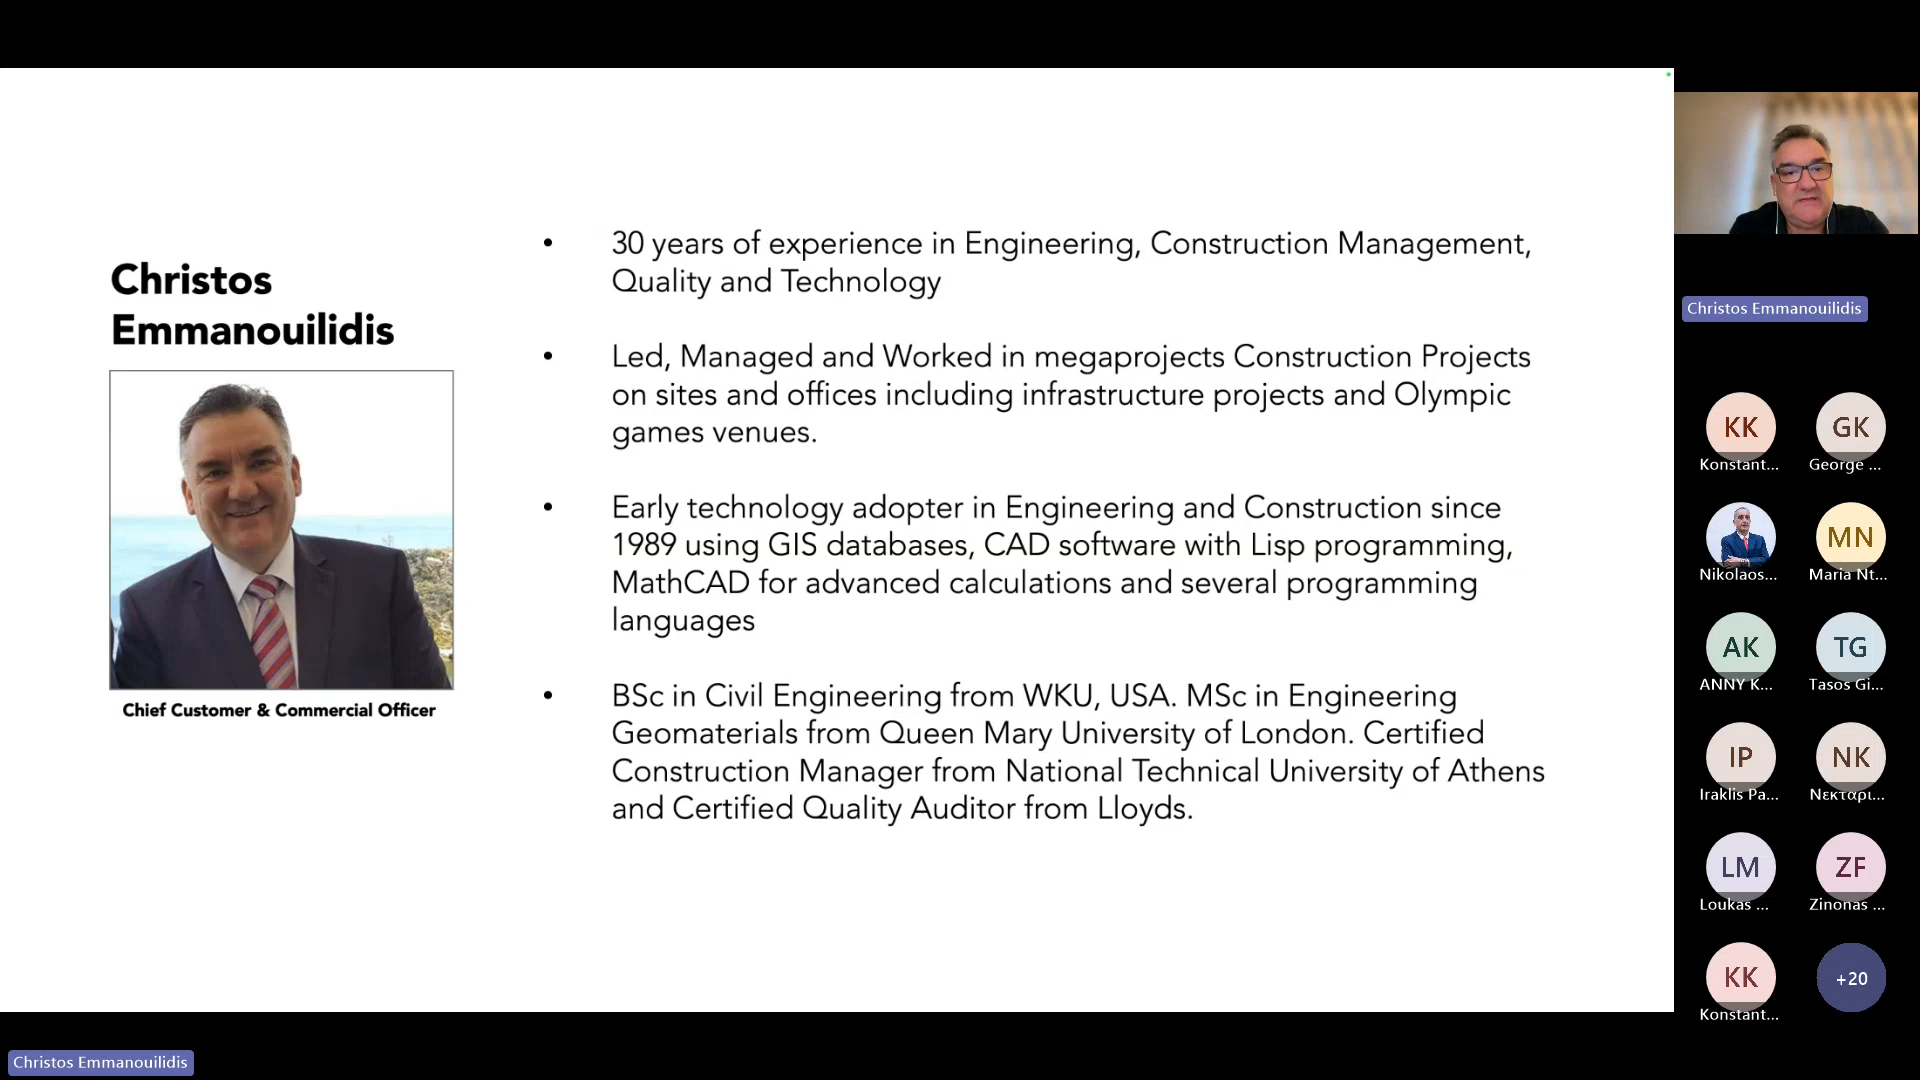 Christos
Emmanouilidis
Chief Customer & Commercial Officer
• 30 years of experience in Engineering, Construction Management,
Quality and Technology
• Led, Managed and Worked in megaprojects Construction Projects
on sites and offices including infrastructure projects and Olympic
games venues.
• Early technology adopter in Engineering and Construction since
1989 using GIS databases, CAD software with Lisp programming,
MathCAD for advanced calculations and several programming
languages
• BSc in Civil Engineering from WKU, USA. MSc in Engineering
Geomaterials from Queen Mary University of London. Certified
Construction Manager from National Technical University of Athens
and Certified Quality Auditor from Lloyds.
Christos Emmanouilidis
KK GK
Konstant... George ...
MN
Nikolaos... Maria Nt...
AK TG
ANNY K... Tasos Gi...
IP NK
Iraklis Pa... Νεκταρι...
LM ZF
Loukas ... Zinonas ...
KK +20
Konstant...
Christos Emmanouilidis